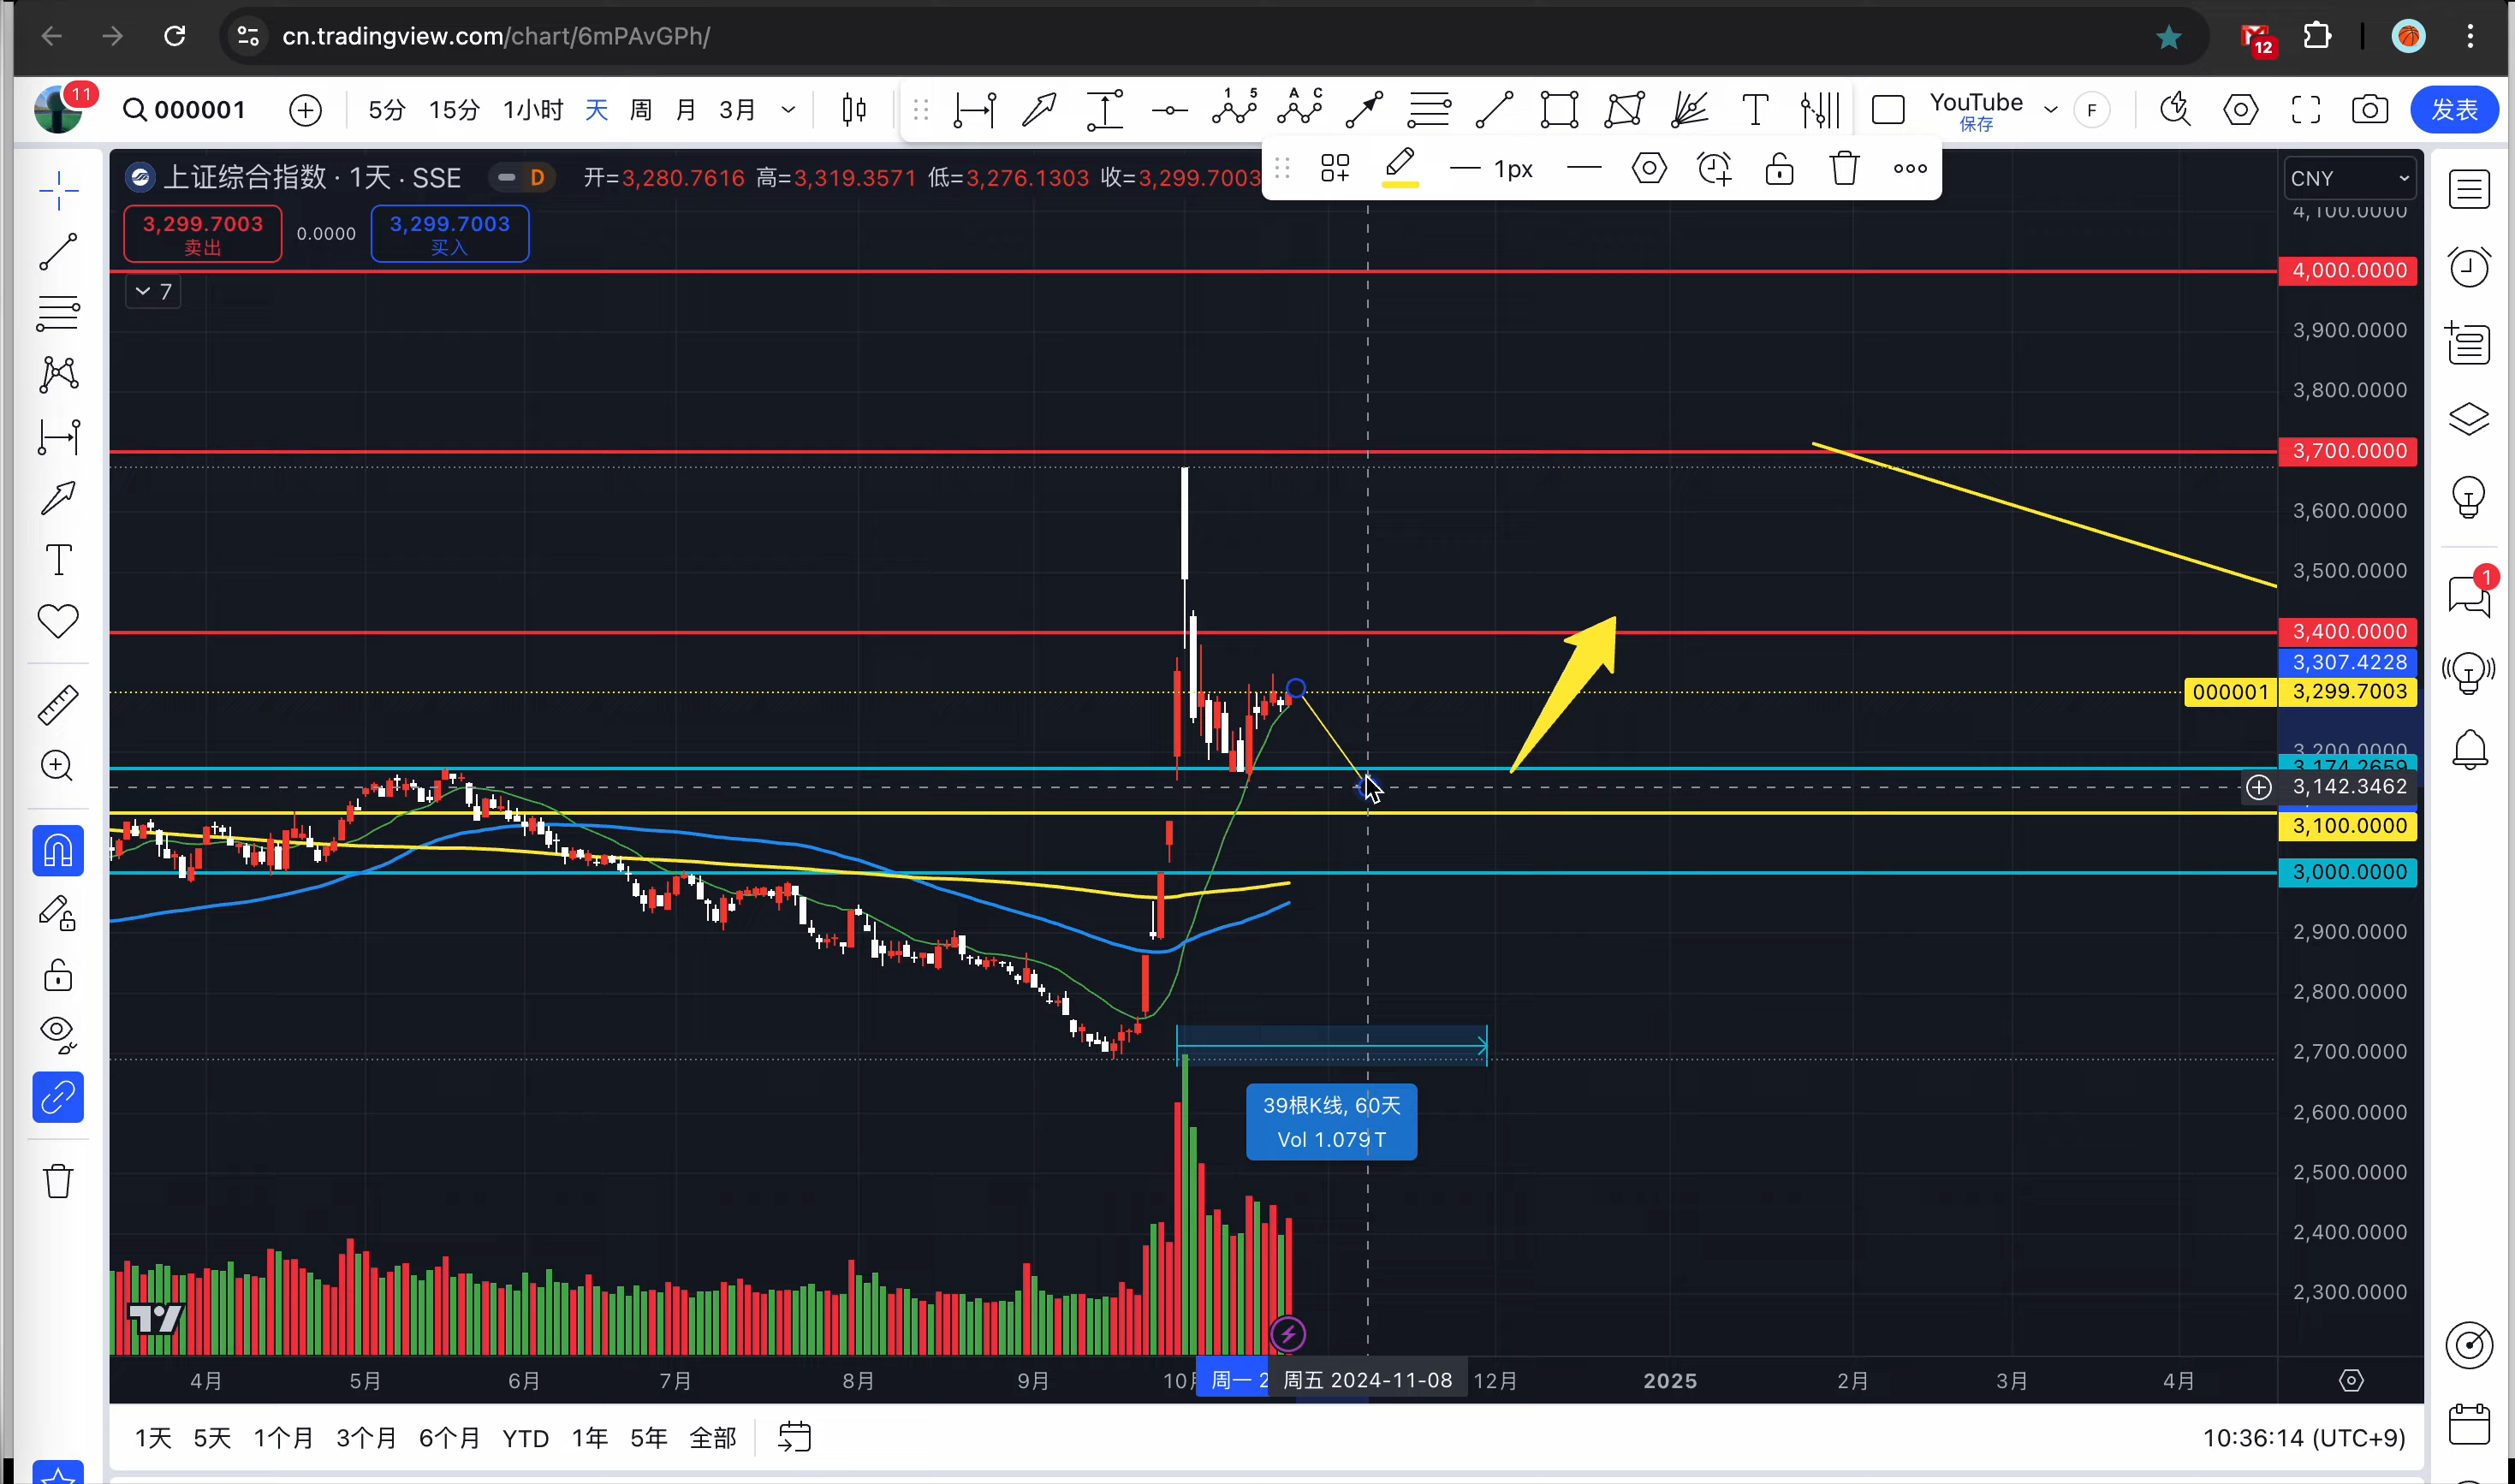 cn.tradingview.com/chart/6mPAvGPh/
12
11
000001
5分 15分 1小时 天 周 月 3月
1 5
A C
YouTube
保存
F
发表
上证综合指数 · 1天 · SSE
D
开=3,280.7616 高=3,319.3571 低=3,276.1303 收=3,299.7003
1px
CNY
3,299.7003
卖出
0.0000
3,299.7003
买入
7
4,100.0000
4,000.0000
3,900.0000
3,800.0000
3,700.0000
3,600.0000
3,500.0000
3,400.0000
3,307.4228
000001 3,299.7003
3,200.0000
3,174.2659
3,142.3462
3,100.0000
3,000.0000
2,900.0000
2,800.0000
2,700.0000
2,600.0000
2,500.0000
2,400.0000
2,300.0000
1
39根K线, 60天
Vol 1.079T
4月 5月 6月 7月 8月 9月 10月 周一 2 周五 2024-11-08 12月 2025 2月 3月 4月
1天 5天 1个月 3个月 6个月 YTD 1年 5年 全部
10:36:14 (UTC+9)